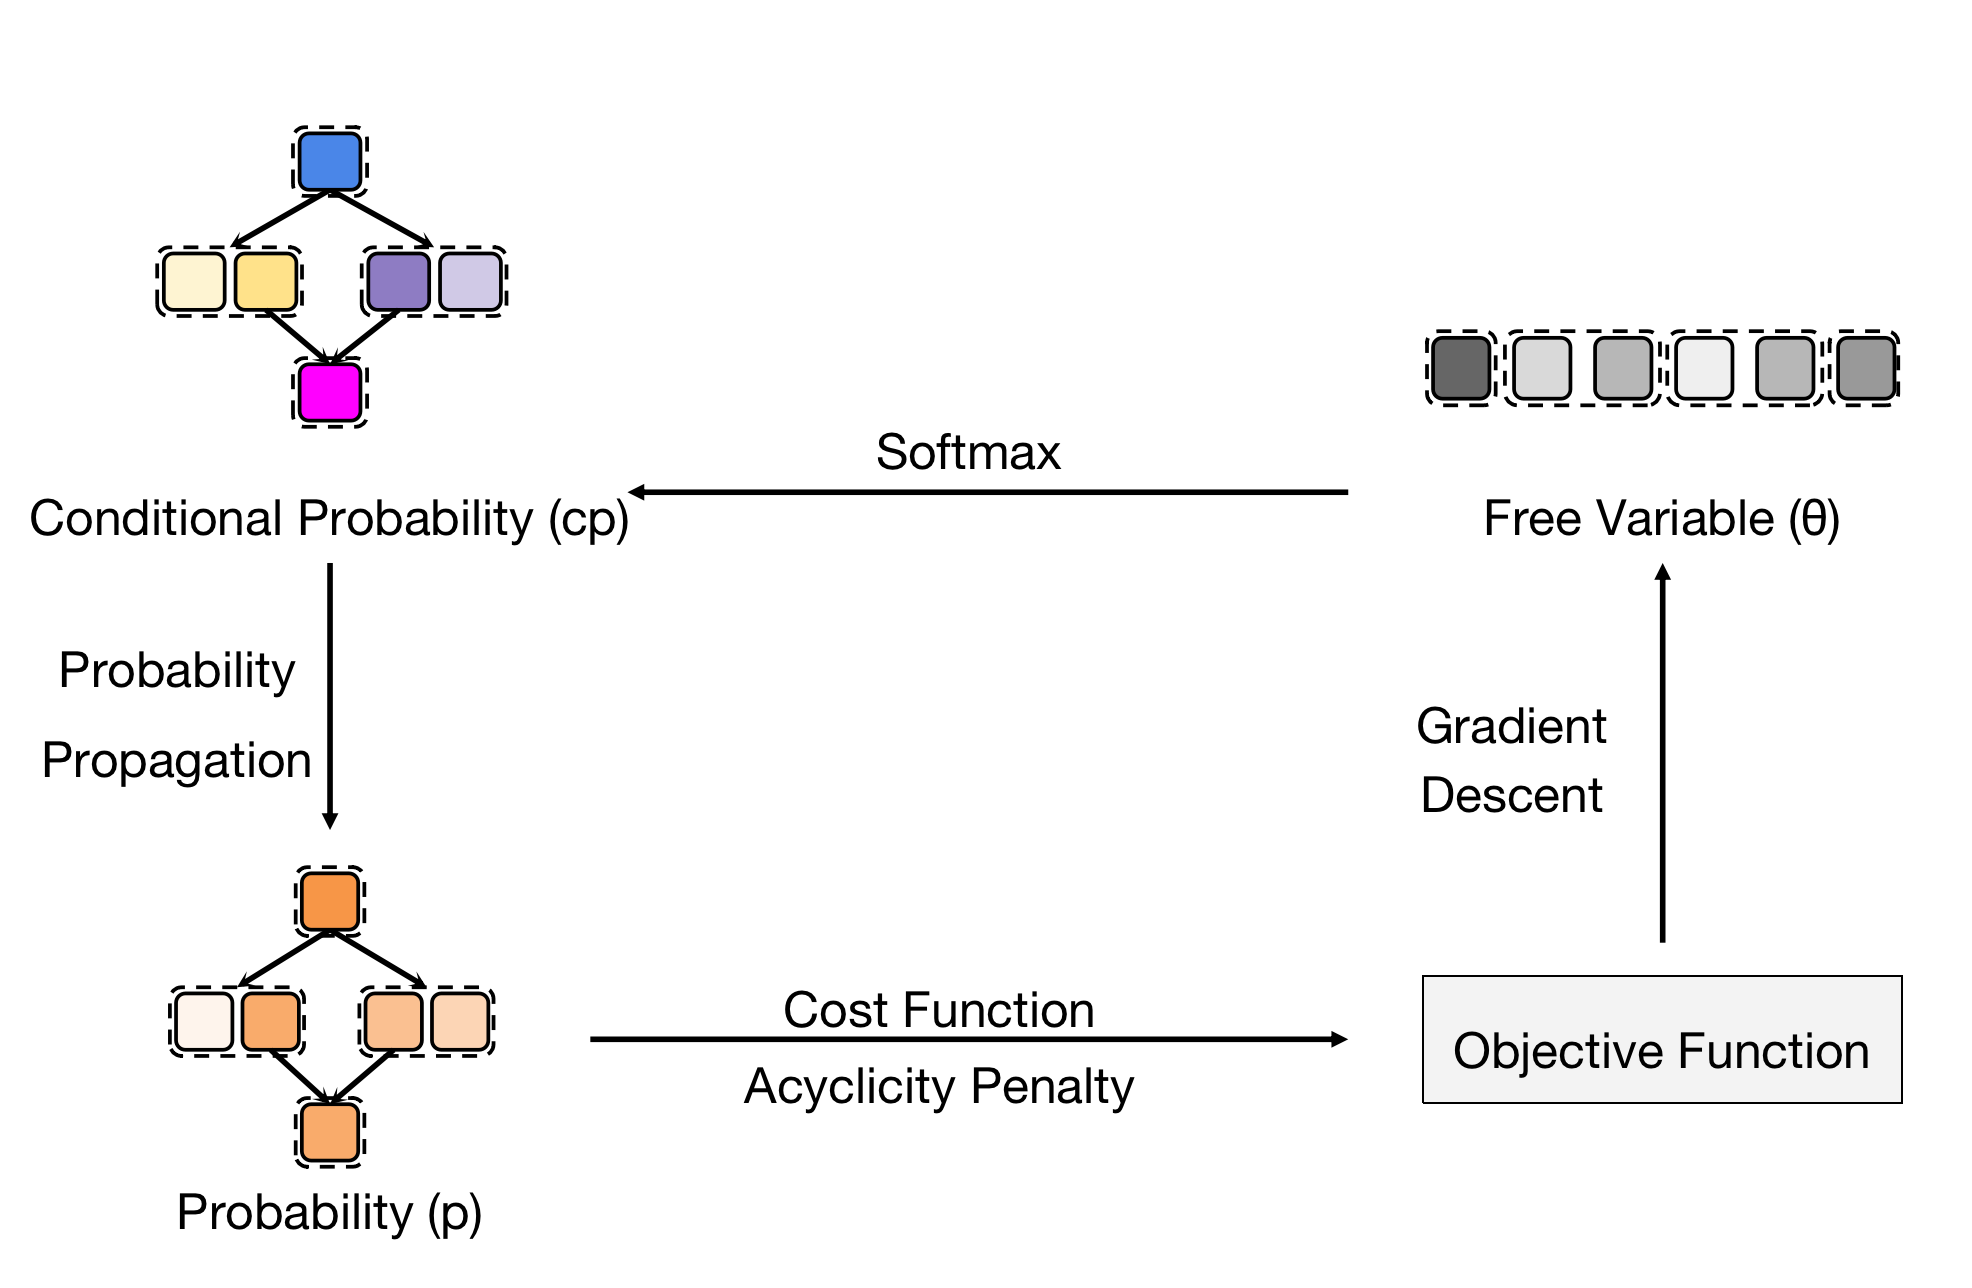 Softmax
Conditional Probability (cp)
Free Variable (θ)
Probability
Propagation
Gradient
Descent
Cost Function
Acyclicity Penalty
Objective Function
Probability (p)